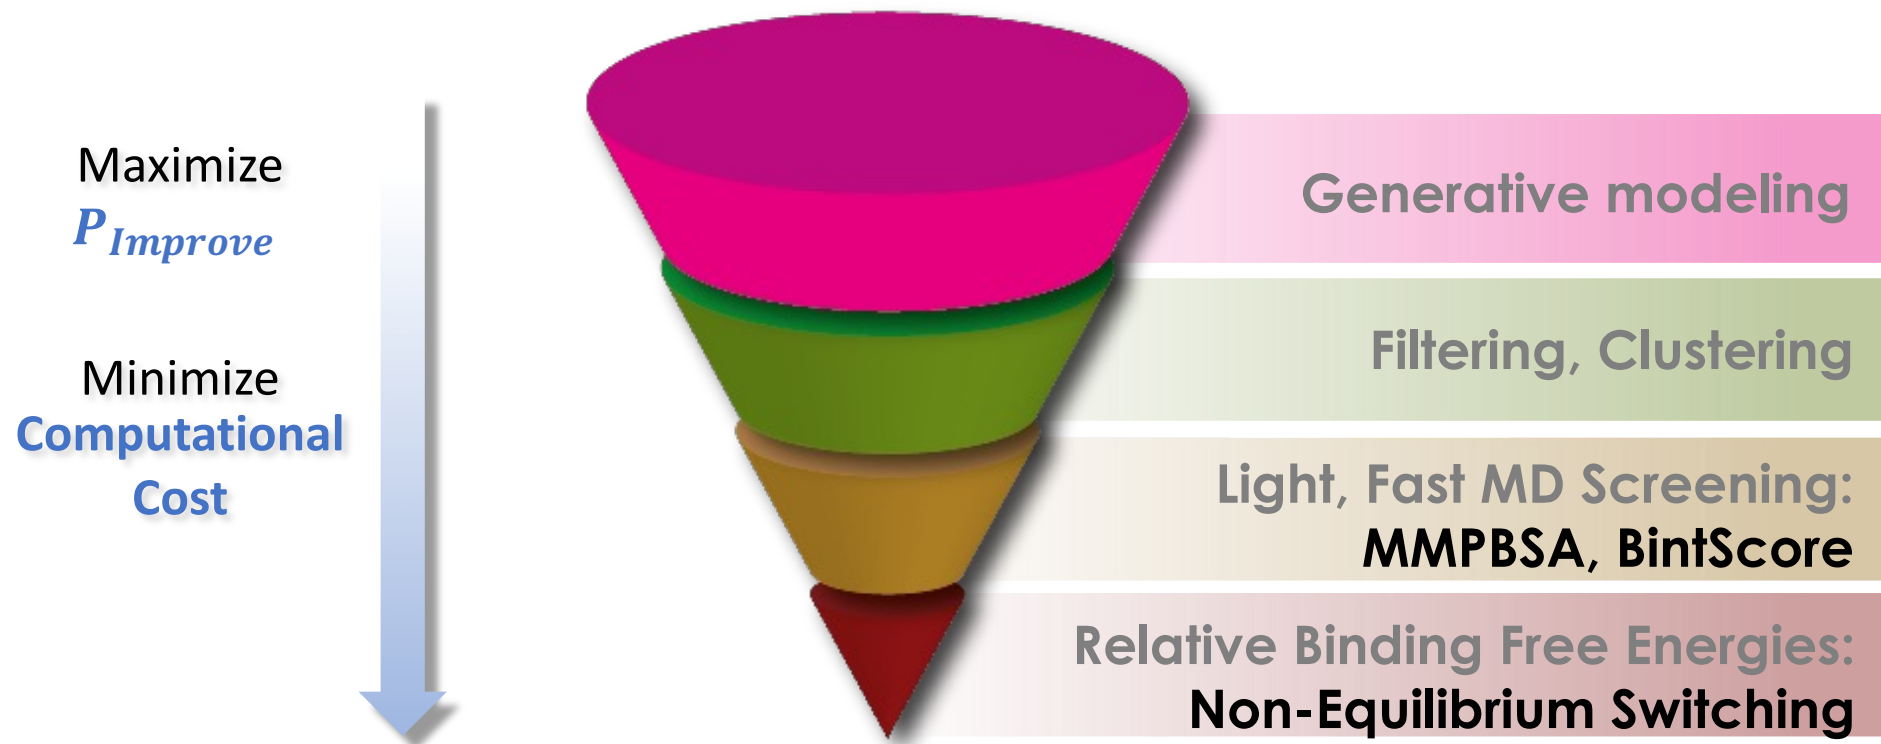 Maximize
P Improve
Minimize
Computational
Cost
Generative modeling
Filtering, Clustering
Light, Fast MD Screening:
MMPBSA, BintScore
Relative Binding Free Energies:
Non-Equilibrium Switching